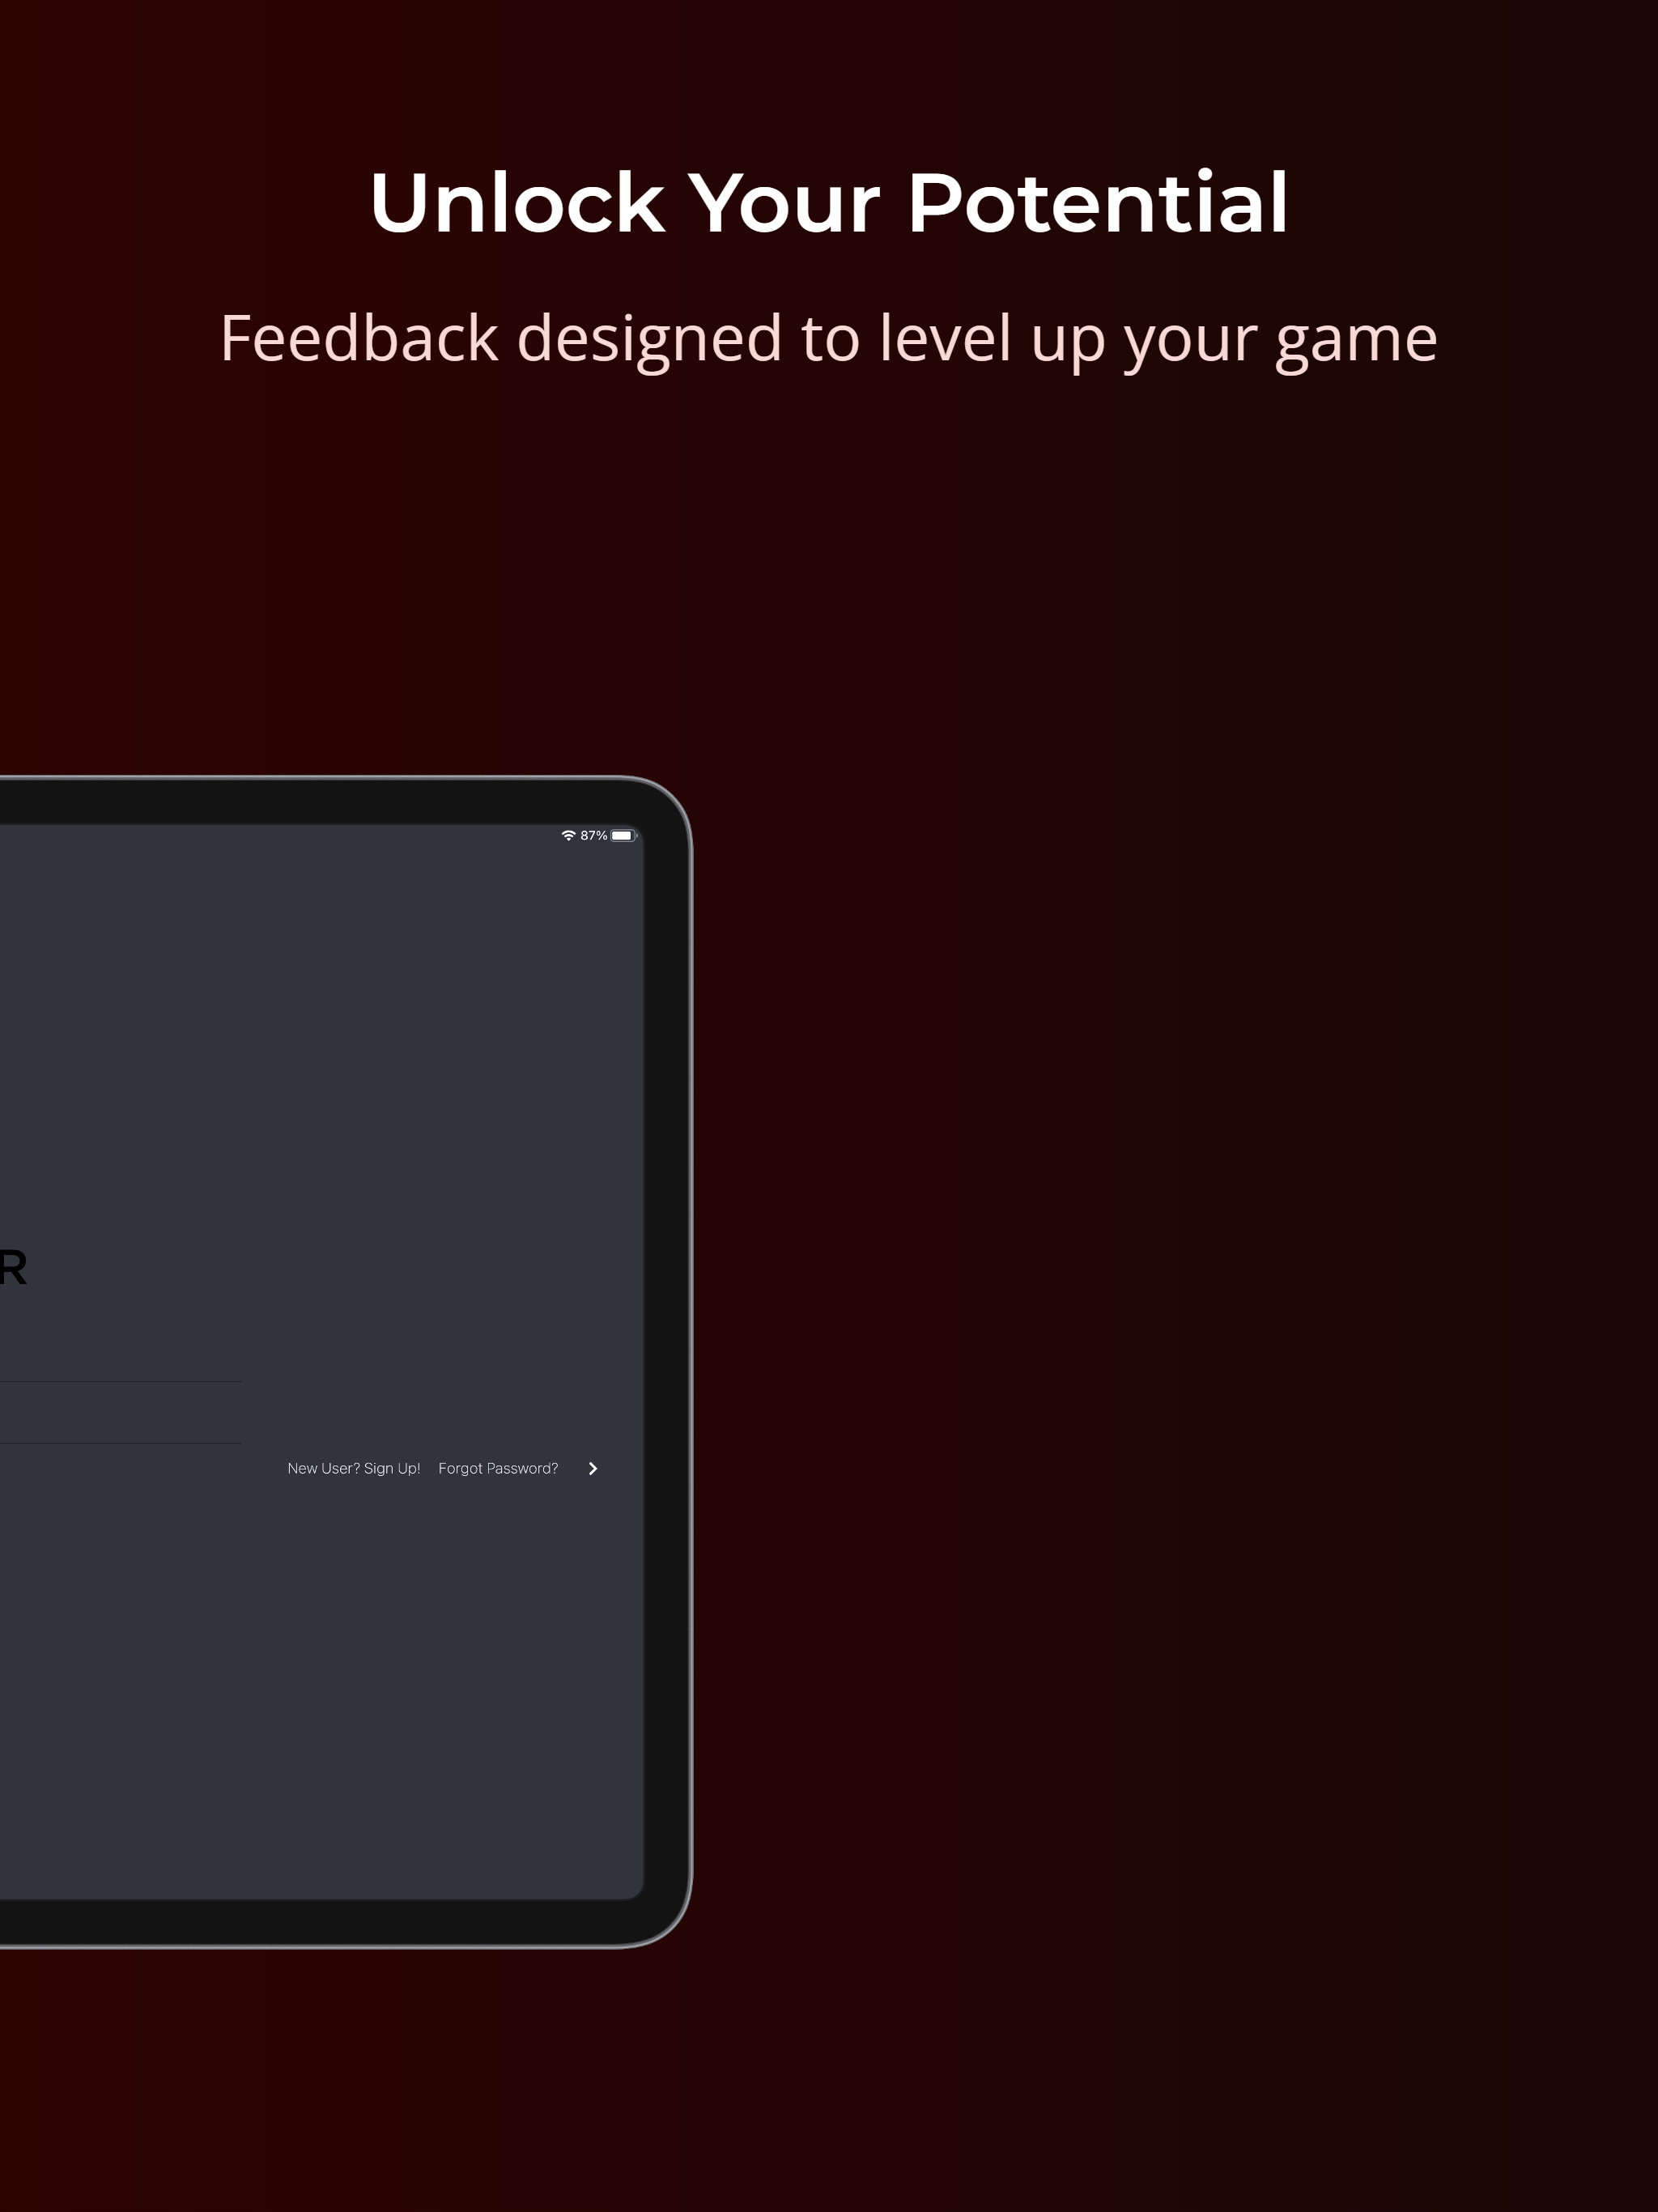 Unlock Your Potential
Feedback designed to level up your game
87%
R
New User? Sign Up! Forgot Password?